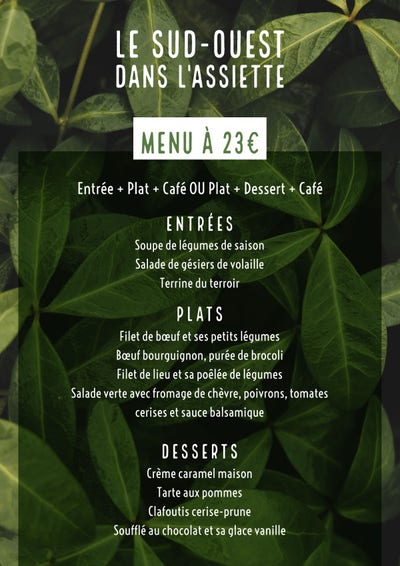 LE SUD-OUEST
DANS L'ASSIETTE
MENU À 23€
Entrée + Plat + Café OU Plat + Dessert + Café
ENTRÉES
Soupe de légumes de saison
Salade de gésiers de volaille
Terrine du terroir
PLATS
Filet de bœuf et ses petits légumes
Bœuf bourguignon, purée de brocoli
Filet de lieu et sa poêlée de légumes
Salade verte avec fromage de chèvre, poivrons, tomates
cerises et sauce balsamique
DESSERTS
Crème caramel maison
Tarte aux pommes
Clafoutis cerise-prune
Soufflé au chocolat et sa glace vanille